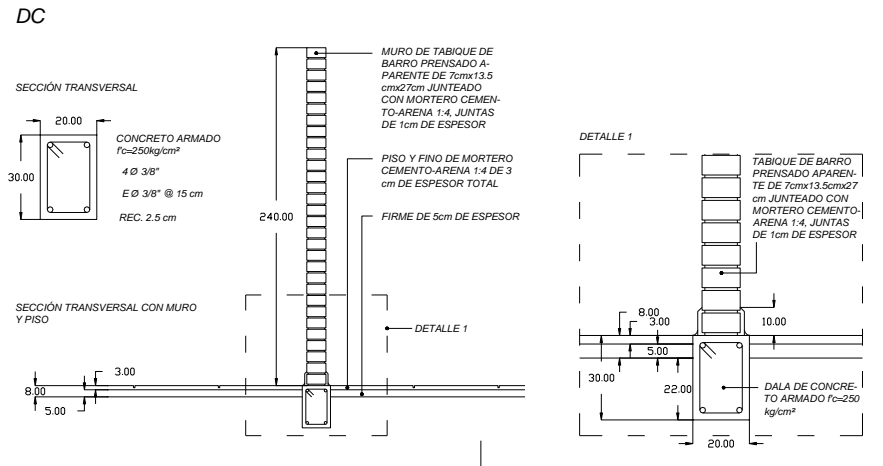 DC
SECCIÓN TRANSVERSAL
20.00
30.00
CONCRETO ARMADO
f'c=250kg/cm²
4 Ø 3/8"
E Ø 3/8" @ 15 cm
REC. 2.5 cm
240.00
MURO DE TABIQUE DE
BARRO PRENSADO A-
PARENTE DE 7cmx13.5
cmx27cm JUNTEADO
CON MORTERO CEMEN-
TO-ARENA 1:4, JUNTAS
DE 1cm DE ESPESOR
PISO Y FINO DE MORTERO
CEMENTO-ARENA 1:4 DE 3
cm DE ESPESOR TOTAL
FIRME DE 5cm DE ESPESOR
SECCIÓN TRANSVERSAL CON MURO
Y PISO
DETALLE 1
3.00
8.00
5.00
DETALLE 1
TABIQUE DE BARRO
PRENSADO APAREN-
TE DE 7cmx13.5cmx27
cm JUNTEADO CON
MORTERO CEMENTO-
ARENA 1:4, JUNTAS
DE 1cm DE ESPESOR
8.00
3.00
10.00
5.00
30.00
22.00
DALA DE CONCRE-
TO ARMADO f'c=250
kg/cm²
20.00